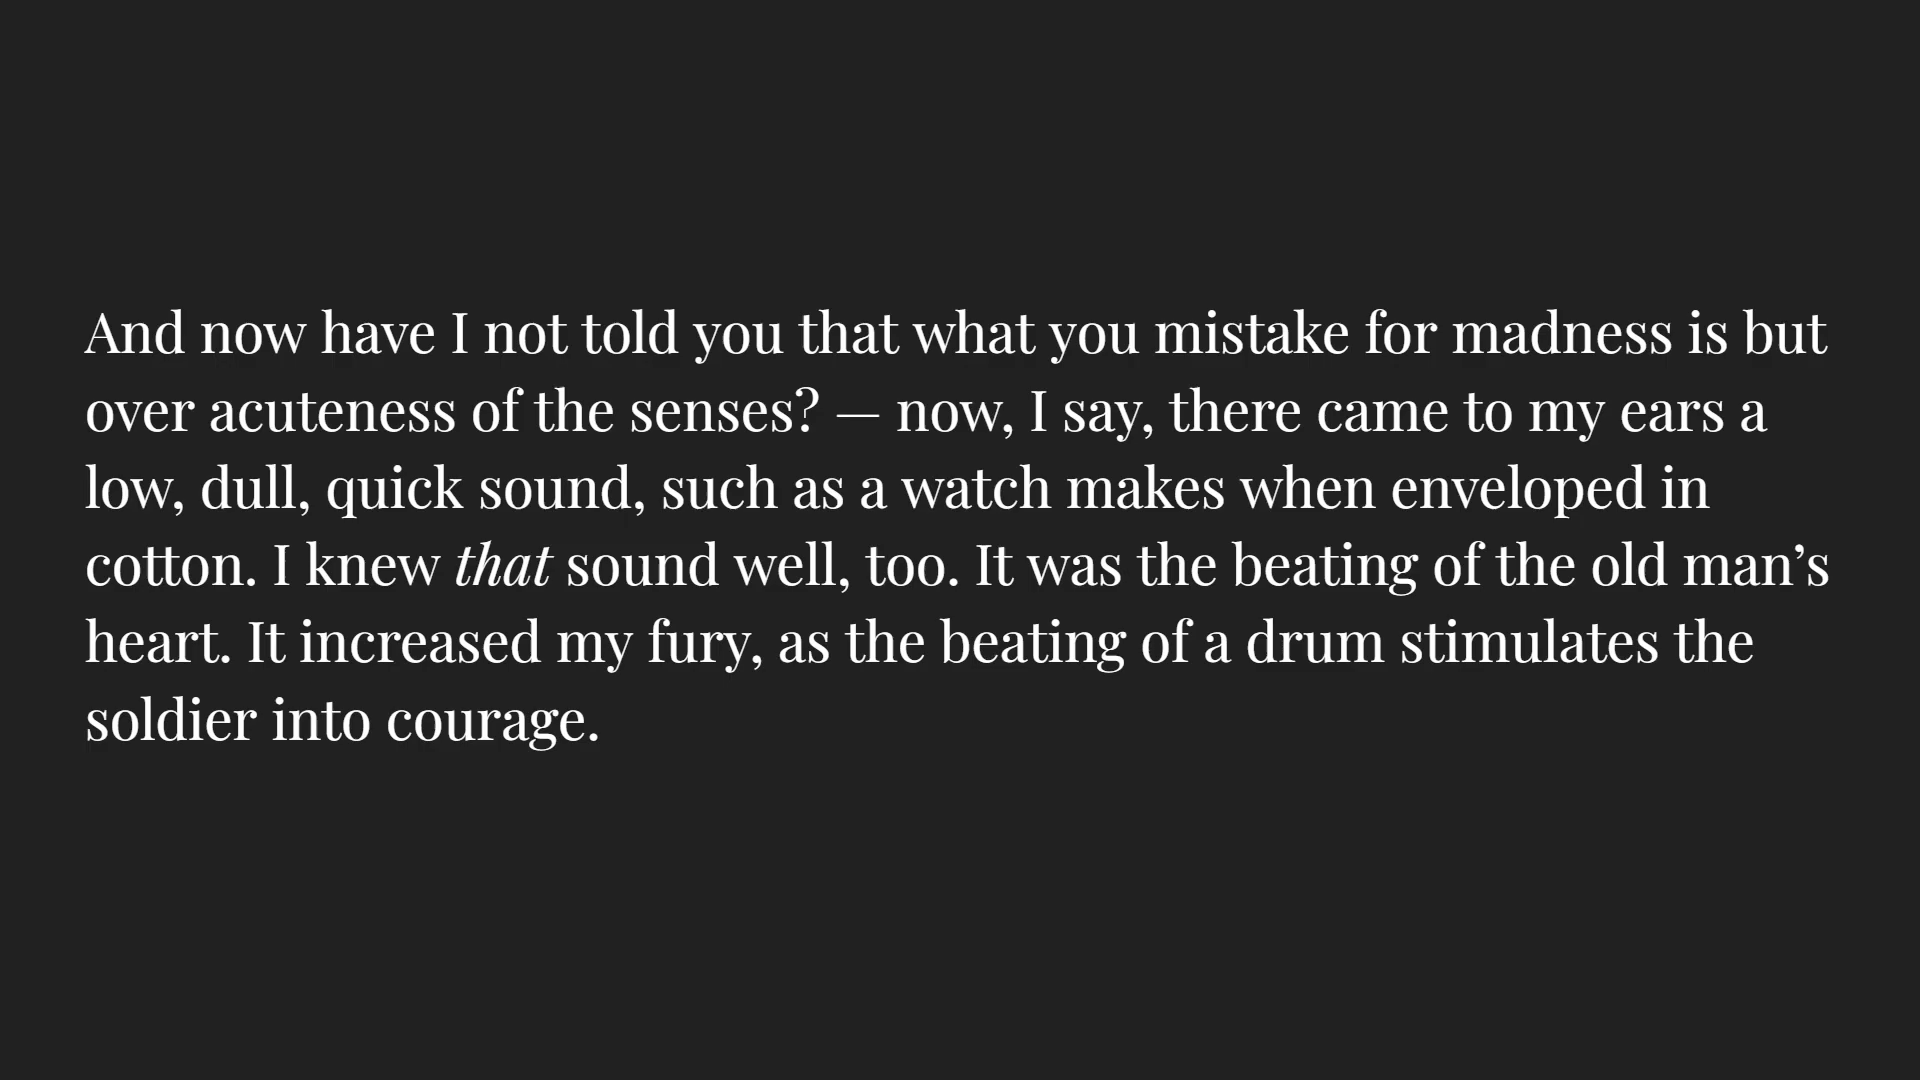 And now have I not told you that what you mistake for madness is but
over acuteness of the senses? — now, I say, there came to my ears a
low, dull, quick sound, such as a watch makes when enveloped in
cotton. I knew that sound well, too. It was the beating of the old man’s
heart. It increased my fury, as the beating of a drum stimulates the
soldier into courage.